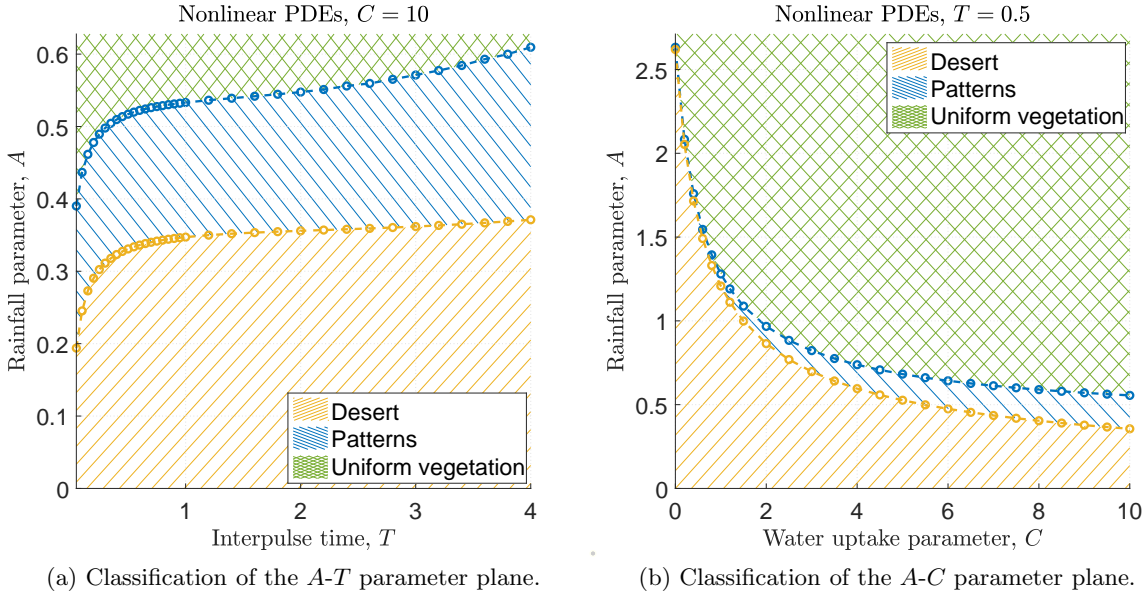 Nonlinear PDEs, C = 10
0.6
0.5
0.4
0.3
0.2
0.1
0
Rainfall parameter, A
Desert
Patterns
Uniform vegetation
1
2
3
4
Interpulse time, T
(a) Classification of the A-T parameter plane.
Nonlinear PDEs, T = 0.5
2.5
2
1.5
1
0.5
0
Rainfall parameter, A
Desert
Patterns
Uniform vegetation
0
2
4
6
8
10
Water uptake parameter, C
(b) Classification of the A-C parameter plane.